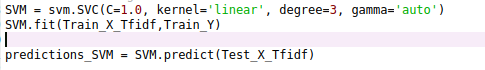 SVM = svm.SVC(C=1.0, kernel='linear', degree=3, gamma='auto')
SVM.fit(Train_X_Tfidf,Train_Y)
predictions_SVM = SVM.predict(Test_X_Tfidf)